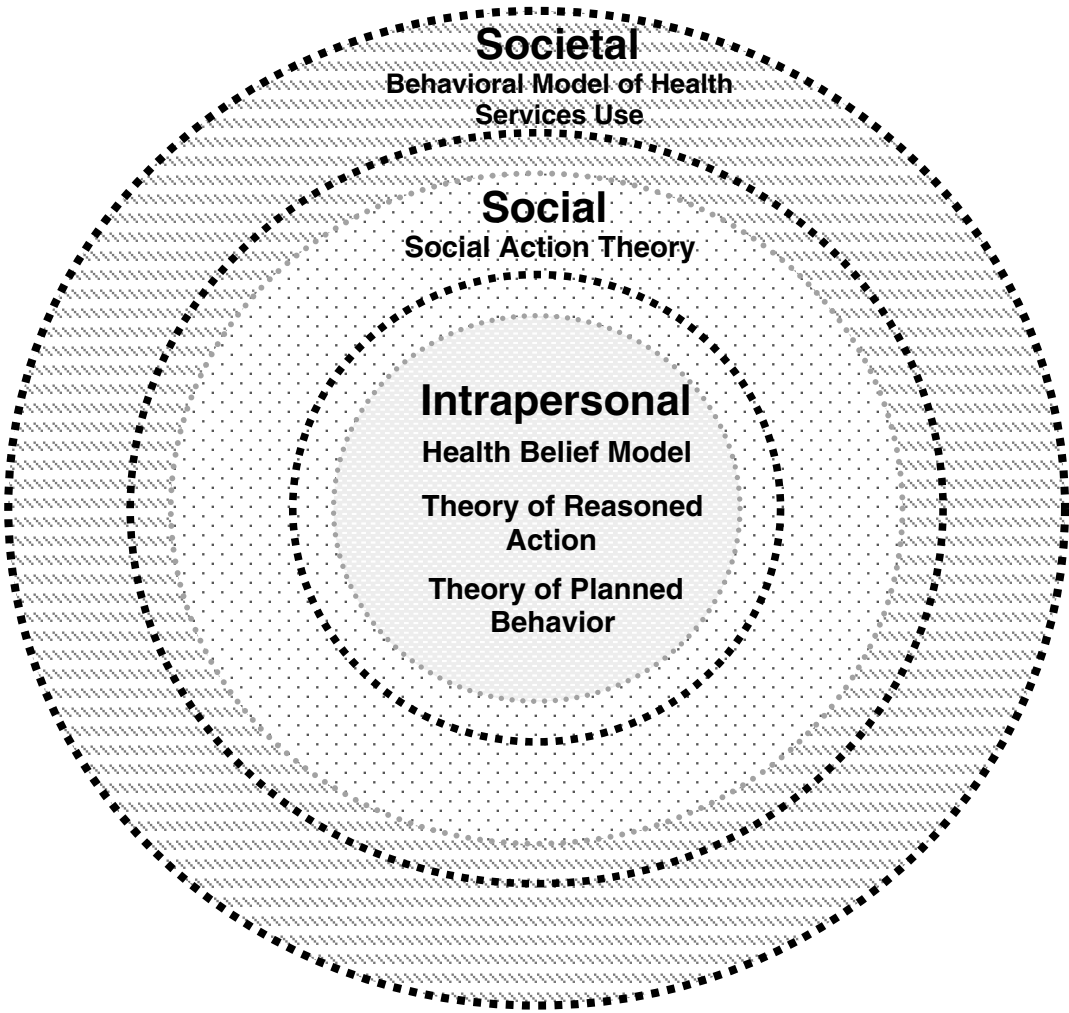 Societal
Behavioral Model of Health
Services Use
Social
Social Action Theory
Intrapersonal
Health Belief Model
Theory of Reasoned
Action
Theory of Planned
Behavior